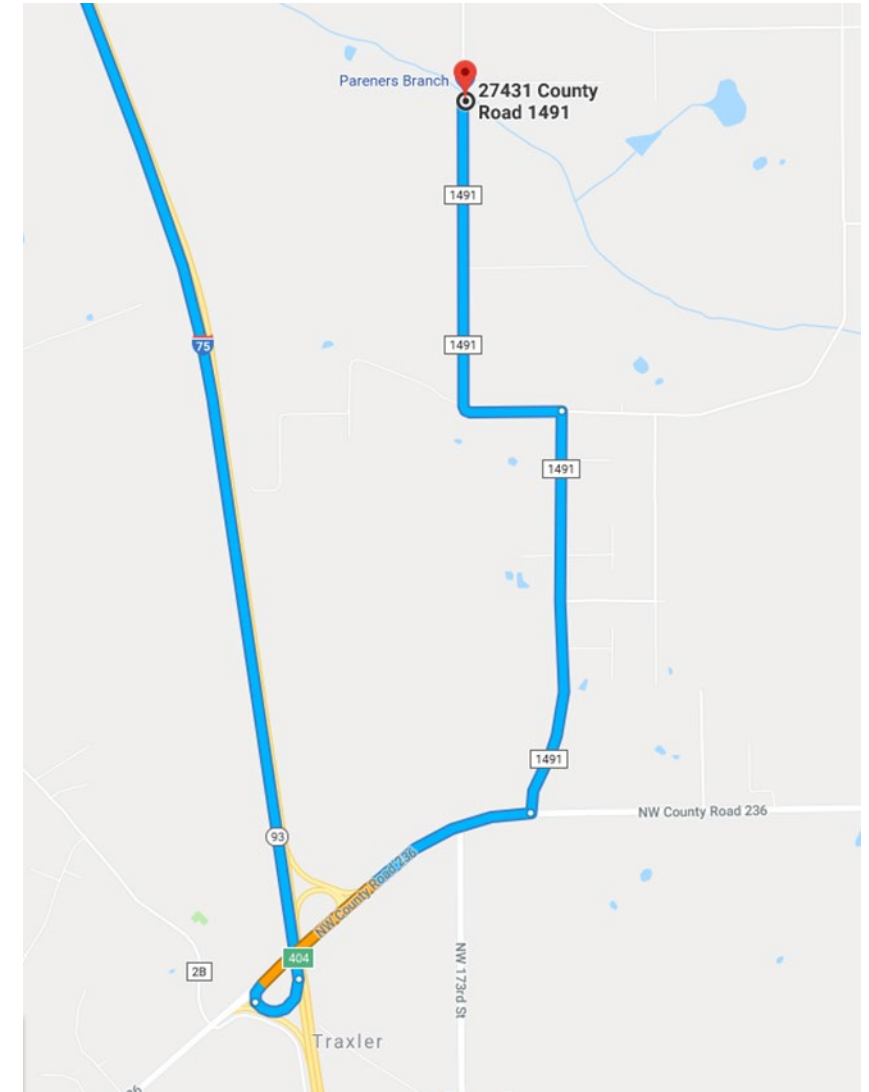 Pareners Branch
27431 County
Road 1491
1491
75
1491
1491
1491
NW County Road 236
93
NW County Road 236
404
2B
NW 173rd St
Traxler